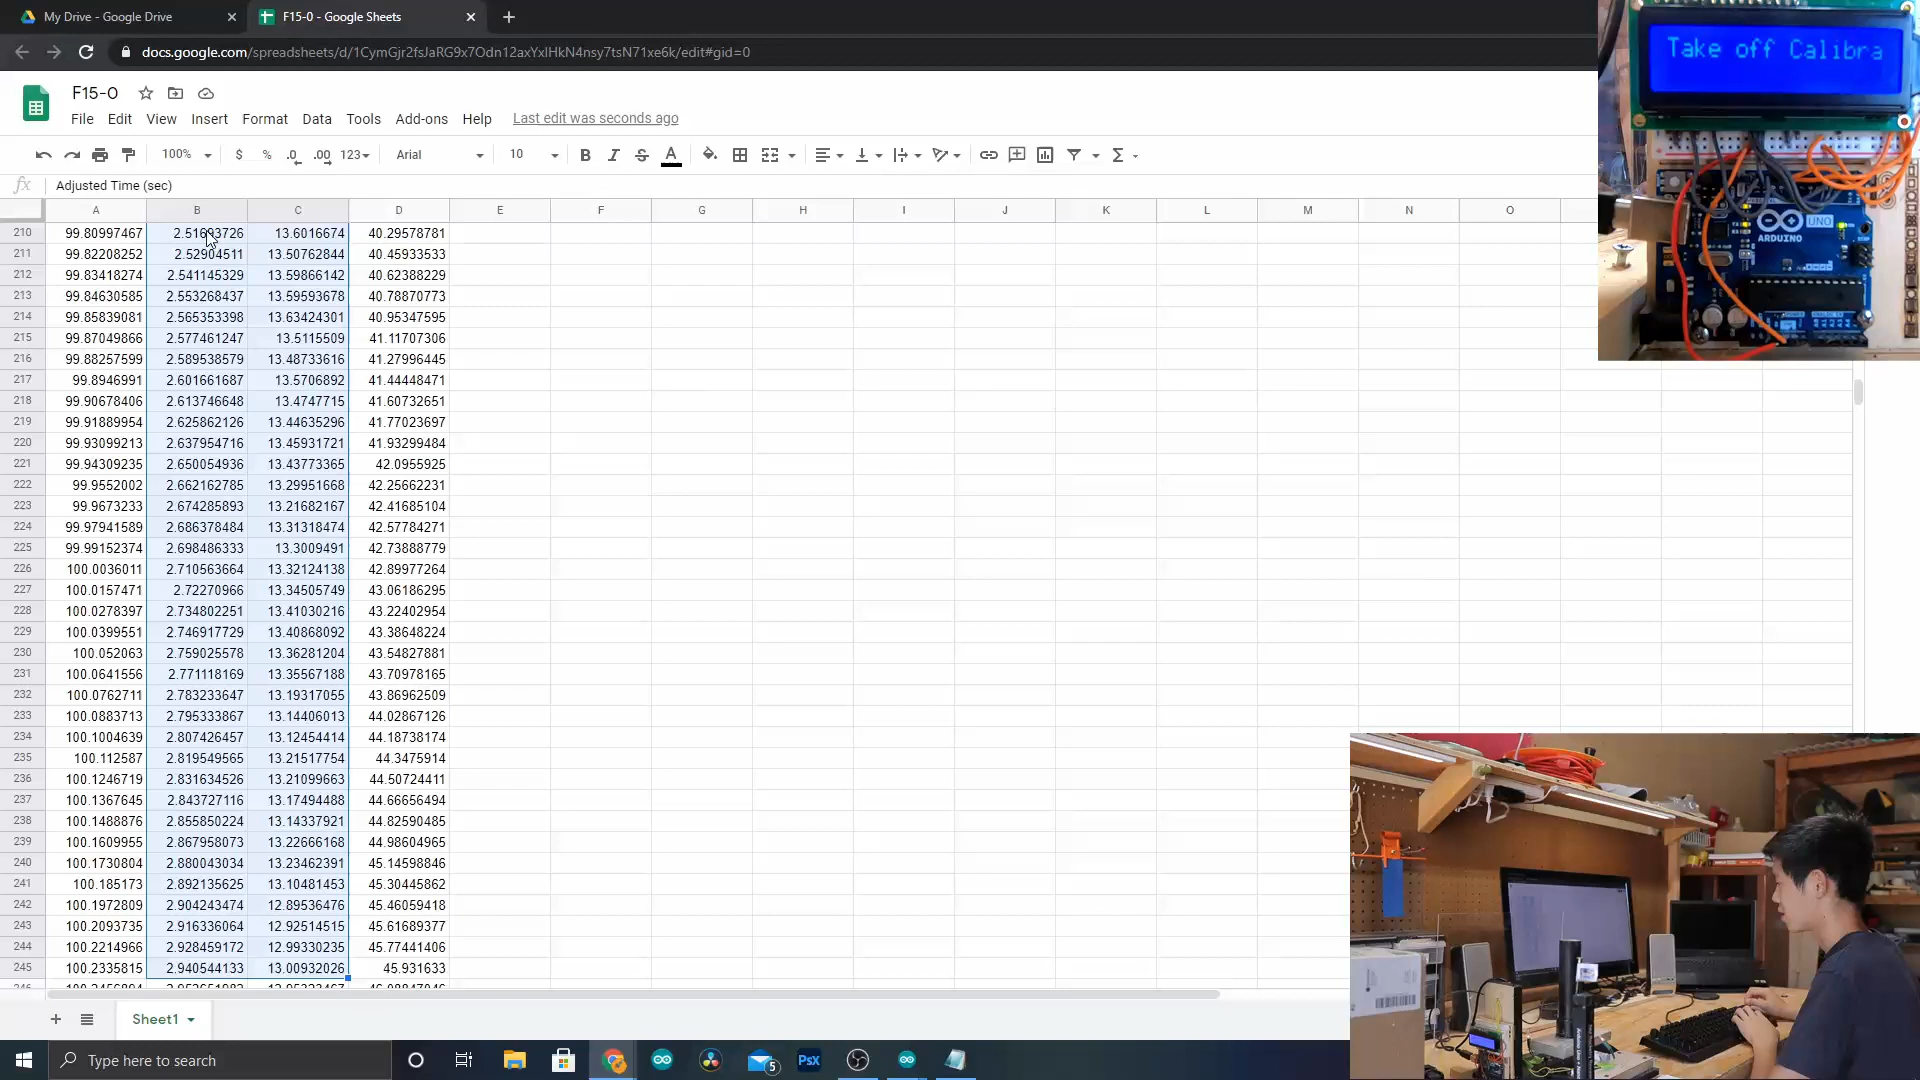 My Drive - Google Drive
F15-0 - Google Sheets
docs.google.com/spreadsheets/d/1CymGjr2fsJaRG9x7Odn12axYxlHkN4nsy7tsN71xe6k/edit#gid=0
F15-0
File Edit View Insert Format Data Tools Add-ons Help Last edit was seconds ago
100% $ % .0 .00 123 Arial 10 B I S A
fx Adjusted Time (sec)
A B C D E F G H I J K L M N O
210 99.80997467 13.6016674 40.29578781
211 99.82208252 2.52904511 13.50762844 40.45933533
212 99.83418274 2.541145329 13.59866142 40.62388229
213 99.84630585 2.553268437 13.59593678 40.78870773
214 99.85839081 2.565353398 13.63424301 40.95347595
215 99.87049866 2.577461247 13.5115509 41.11707306
216 99.88257599 2.589538579 13.48733616 41.27996445
217 99.8946991 2.601661687 13.5706892 41.44448471
218 99.90678406 2.613746648 13.4747715 41.60732651
219 99.91889954 2.625862126 13.44635296 41.77023697
220 99.93099213 2.637954716 13.45931721 41.93299484
221 99.94309235 2.650054936 13.43773365 42.0955925
222 99.9552002 2.662162785 13.29951668 42.25662231
223 99.9673233 2.674285893 13.21682167 42.41685104
224 99.97941589 2.686378484 13.31318474 42.57784271
225 99.99152374 2.698486333 13.3009491 42.73888779
226 100.0036011 2.710563664 13.32124138 42.89977264
227 100.0157471 2.72270966 13.34505749 43.06186295
228 100.0278397 2.734802251 13.41030216 43.22402954
229 100.0399551 2.746917729 13.40868092 43.38648224
230 100.052063 2.759025578 13.36281204 43.54827881
231 100.0641556 2.771118169 13.35567188 43.70978165
232 100.0762711 2.783233647 13.19317055 43.86962509
233 100.0883713 2.795333867 13.14406013 44.02867126
234 100.1004639 2.807426457 13.12454414 44.18738174
235 100.112587 2.819549565 13.21517754 44.3475914
236 100.1246719 2.831634526 13.21099663 44.50724411
237 100.1367645 2.843727116 13.17494488 44.66656494
238 100.1488876 2.855850224 13.14337921 44.82590485
239 100.1609955 2.867958073 13.22666168 44.98604965
240 100.1730804 2.880043034 13.23462391 45.14598846
241 100.185173 2.892135625 13.10481453 45.30445862
242 100.1972809 2.904243474 12.89536476 45.46059418
243 100.2093735 2.916336064 12.92514515 45.61689377
244 100.2214966 2.928459172 12.99330235 45.77441406
245 100.2335815 2.940544133 13.00932026 45.931633
Sheet1
Type here to search
5
PsX
Take off Calibra
UNO
ARDUINO